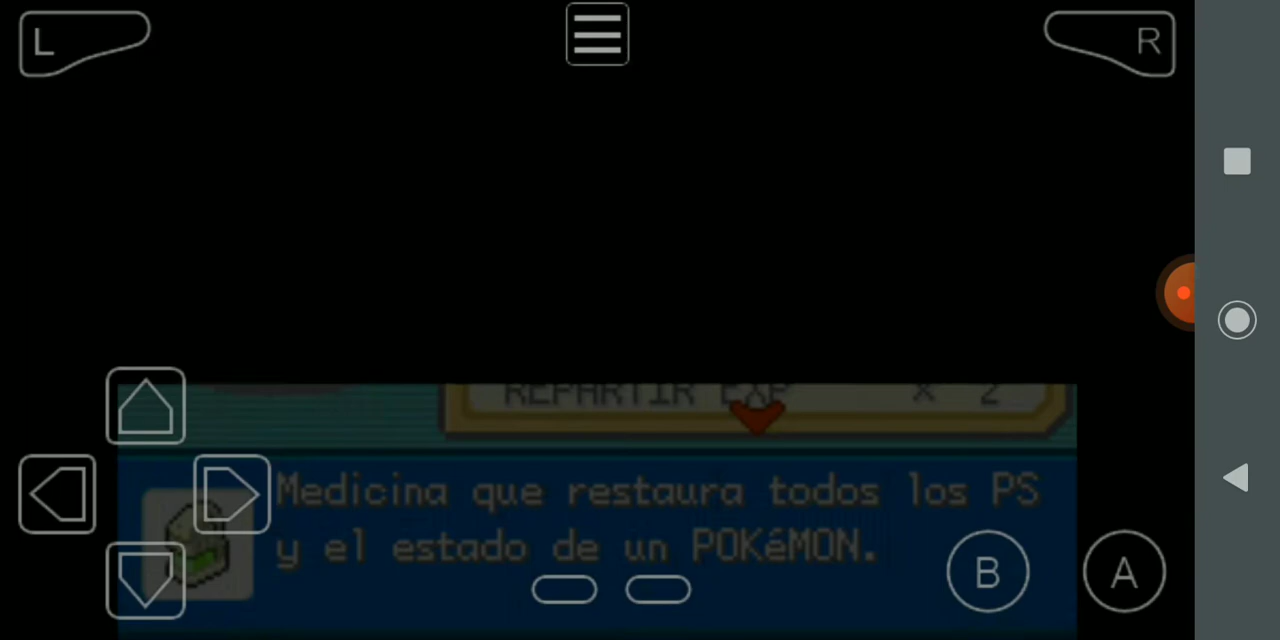 L
R
REPARTIR EXP x 2
Medicina que restaura todos los PS
y el estado de un POKéMON.
B
A